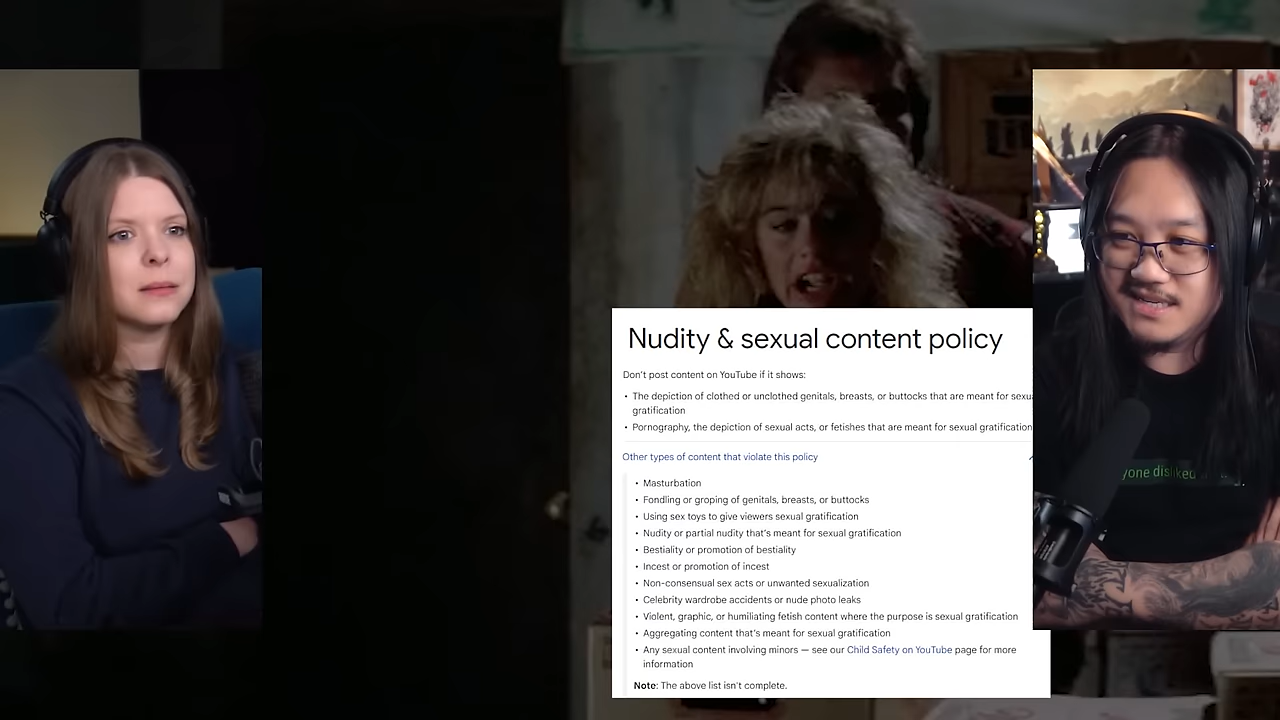 Nudity & sexual content policy
Don't post content on YouTube if it shows:
• The depiction of clothed or unclothed genitals, breasts, or buttocks that are meant for
gratification
• Pornography, the depiction of sexual acts, or fetishes that are meant for sexual gratification
Other types of content that violate this policy
• Masturbation
• Fondling or groping of genitals, breasts, or buttocks
• Using sex toys to give viewers sexual gratification
• Nudity or partial nudity that's meant for sexual gratification
• Bestiality or promotion of bestiality
• Incest or promotion of incest
• Non-consensual sex acts or unwanted sexualization
• Celebrity wardrobe accidents or nude photo leaks
• Violent, graphic, or humiliating fetish content where the purpose is sexual gratification
• Aggregating content that's meant for sexual gratification
• Any sexual content involving minors — see our Child Safety on YouTube page for more
information
Note: The above list isn't complete.
yone disliked